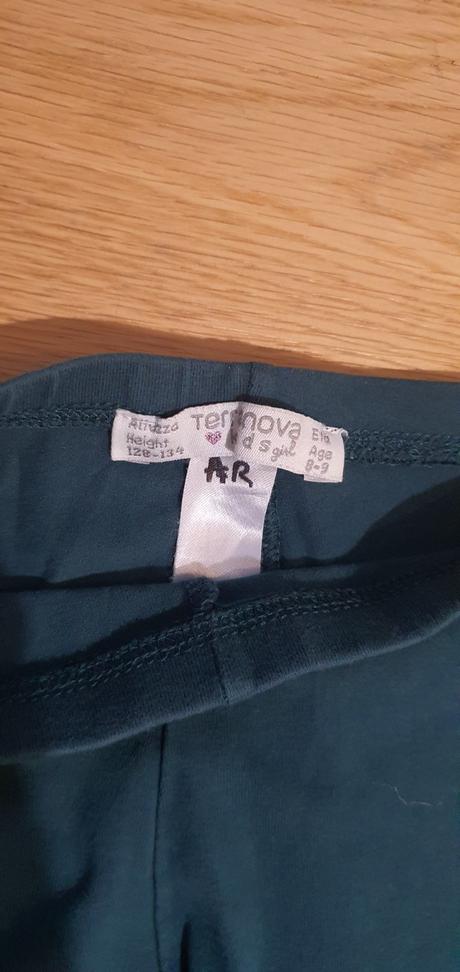 Altezza
Height
128-134
Terranova
kids girl
Età
Age
8-9
AR